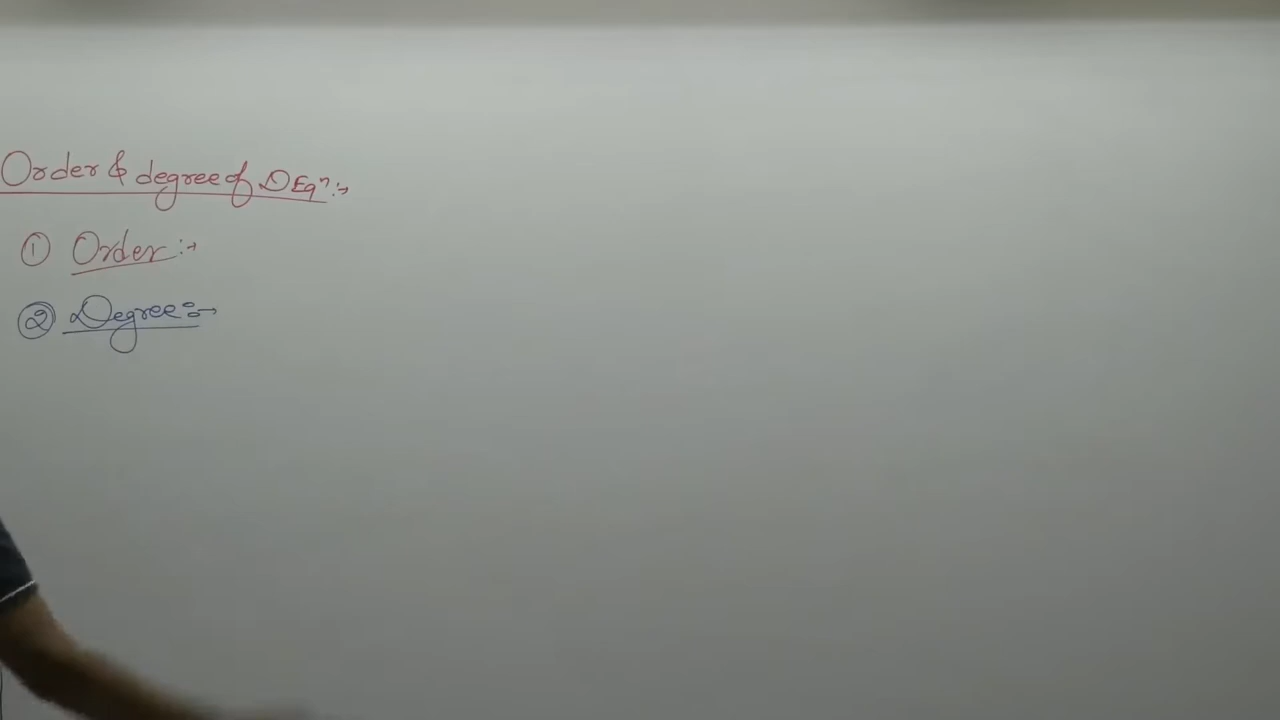 Order & degree of D Eqⁿ :→
① Order :→
② Degree :→